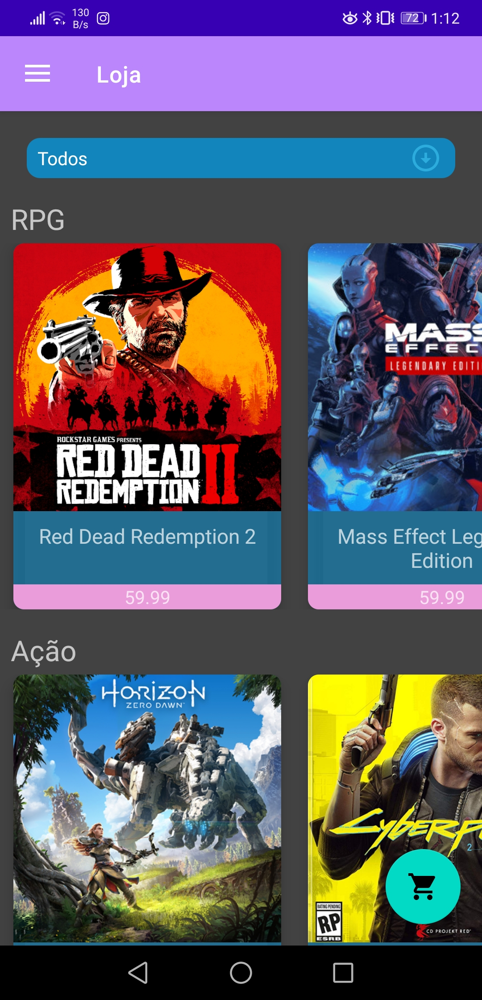 130
B/s
72
1:12
Loja
Todos
RPG
ROCKSTAR GAMES PRESENTS
RED DEAD
REDEMPTION II
MASS
EFFEC
LEGENDARY EDITI
Red Dead Redemption 2
Mass Effect Leg
Edition
59.99
59.99
Ação
HORIZON
ZERO DAWN
CYBERP
2
RATING PENDING
RP
ESRB
CD PROJEKT RED